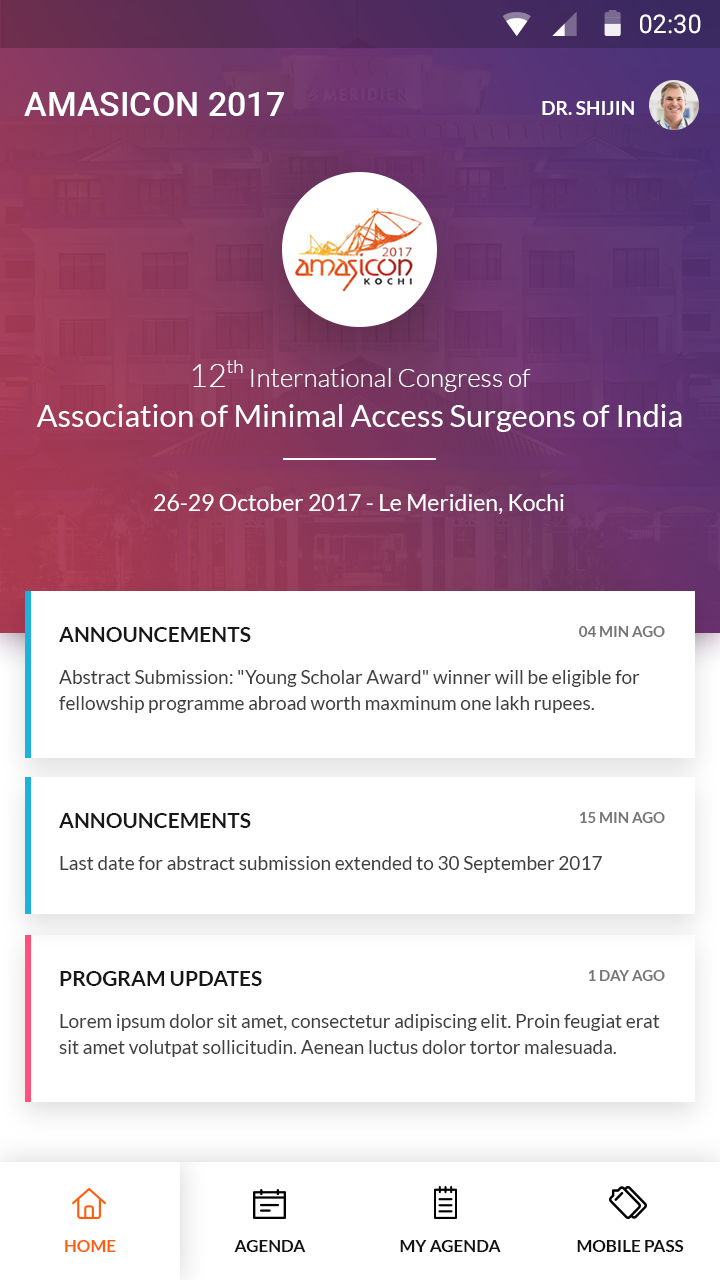 02:30
AMASICON 2017
DR. SHIJIN
MERIDIEN
2017
amasicon
KOCHI
12th International Congress of
Association of Minimal Access Surgeons of India
26-29 October 2017 - Le Meridien, Kochi
ANNOUNCEMENTS
04 MIN AGO
Abstract Submission: "Young Scholar Award" winner will be eligible for
fellowship programme abroad worth maxminum one lakh rupees.
ANNOUNCEMENTS
15 MIN AGO
Last date for abstract submission extended to 30 September 2017
PROGRAM UPDATES
1 DAY AGO
Lorem ipsum dolor sit amet, consectetur adipiscing elit. Proin feugiat erat
sit amet volutpat sollicitudin. Aenean luctus dolor tortor malesuada.
HOME
AGENDA
MY AGENDA
MOBILE PASS